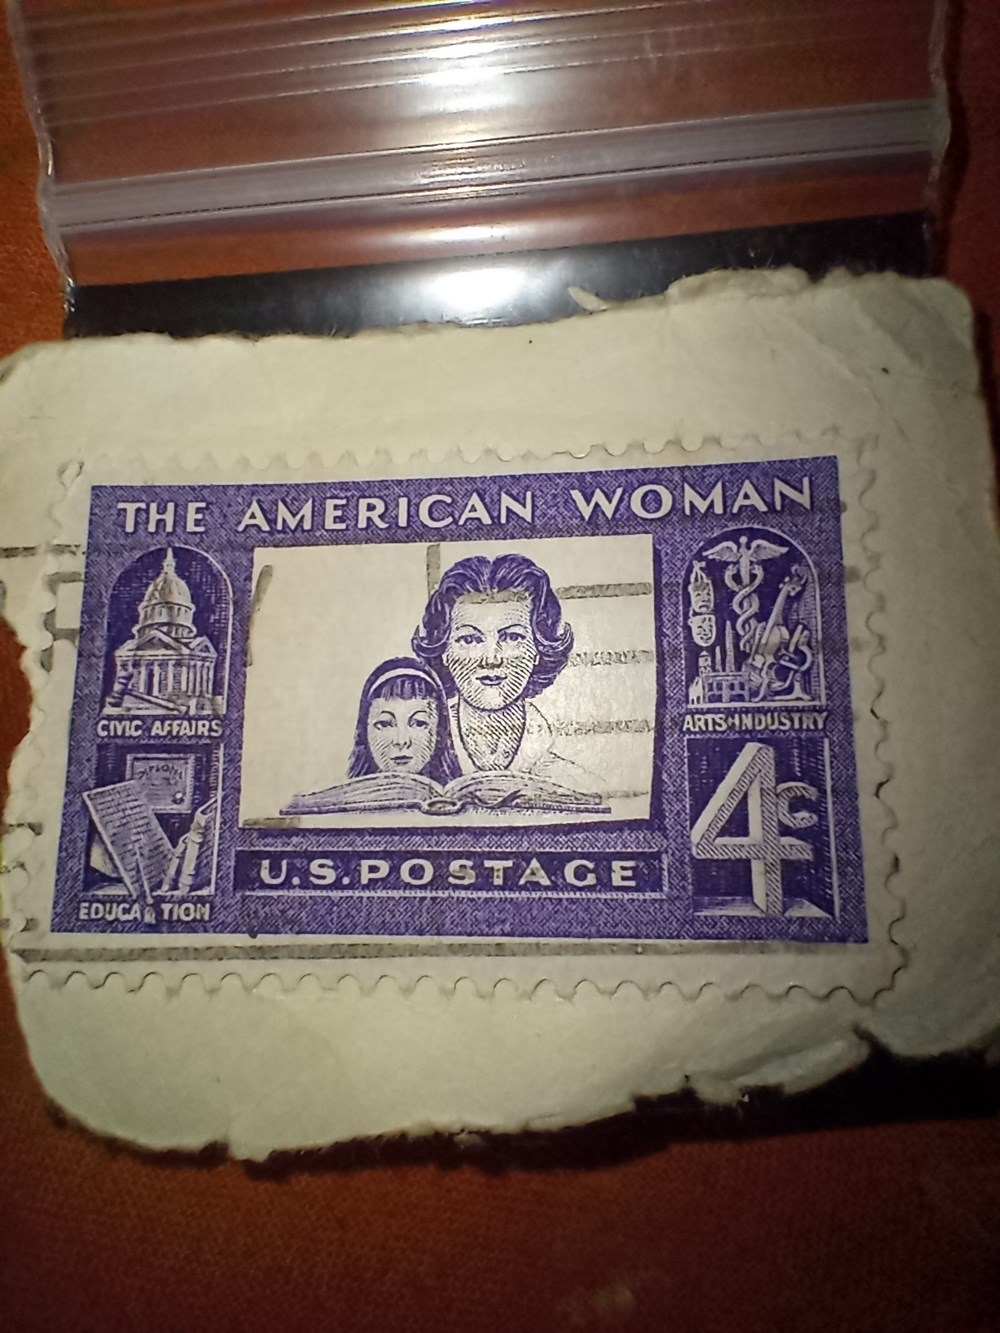 THE AMERICAN WOMAN
CIVIC AFFAIRS
ARTS & INDUSTRY
4c
EDUCATION
U.S. POSTAGE